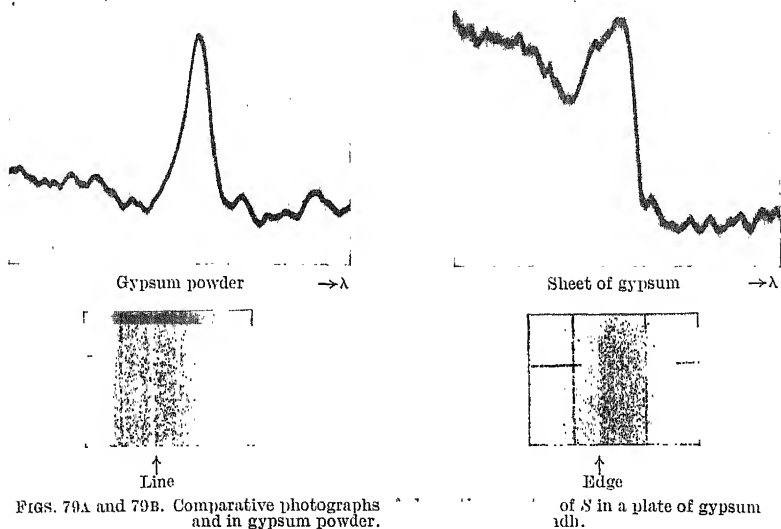 Gypsum powder →λ
Sheet of gypsum →λ
Line
Edge
FIGS. 79A and 79B. Comparative photographs of S in a plate of gypsum
and in gypsum powder.